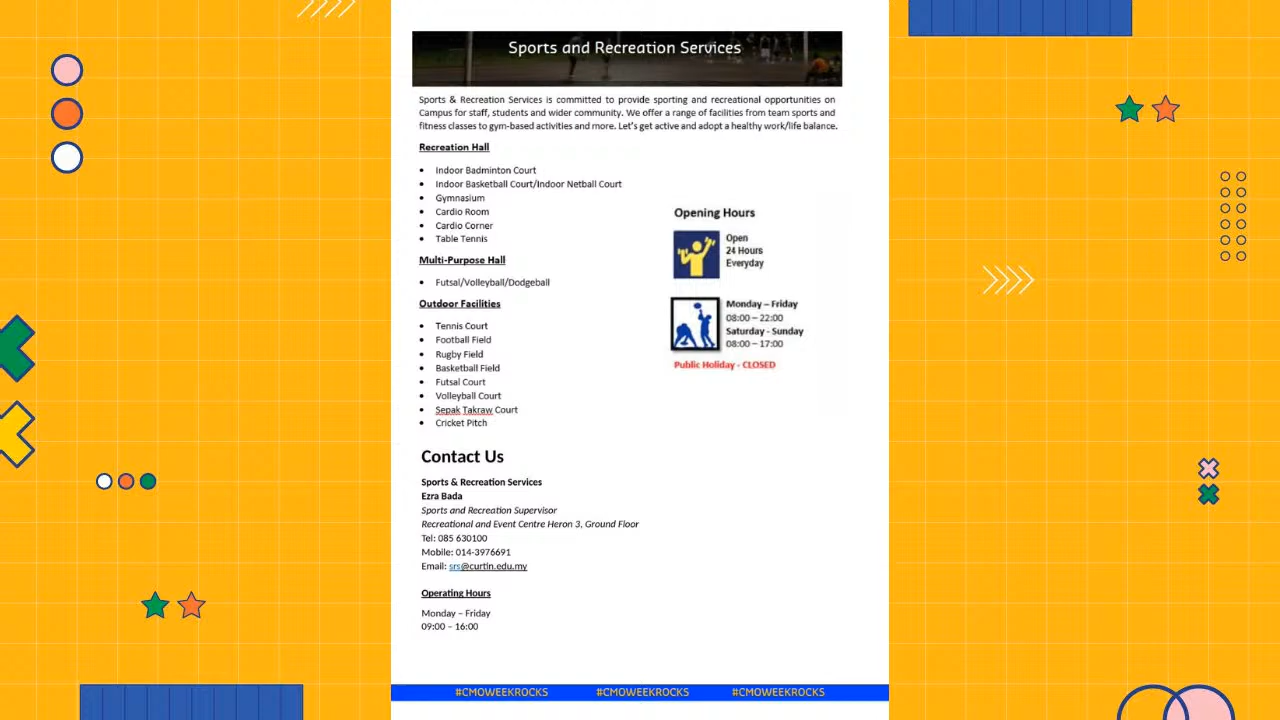 Sports and Recreation Services
Sports & Recreation Services is committed to provide sporting and recreational opportunities on
Campus for staff, students and wider community. We offer a range of facilities from team sports and
fitness classes to gym-based activities and more. Let's get active and adopt a healthy work/life balance.
Recreation Hall
• Indoor Badminton Court
• Indoor Basketball Court/Indoor Netball Court
• Gymnasium
• Cardio Room
• Cardio Corner
• Table Tennis
Multi-Purpose Hall
• Futsal/Volleyball/Dodgeball
Outdoor Facilities
• Tennis Court
• Football Field
• Rugby Field
• Basketball Field
• Futsal Court
• Volleyball Court
• Sepak Takraw Court
• Cricket Pitch
Opening Hours
Open
24 Hours
Everyday
Monday – Friday
08:00 – 22:00
Saturday - Sunday
08:00 – 17:00
Public Holiday - CLOSED
Contact Us
Sports & Recreation Services
Ezra Bada
Sports and Recreation Supervisor
Recreational and Event Centre Heron 3, Ground Floor
Tel: 085 630100
Mobile: 014-3976691
Email: srs@curtin.edu.my
Operating Hours
Monday – Friday
09:00 – 16:00
#CMOWEEKROCKS #CMOWEEKROCKS #CMOWEEKROCKS